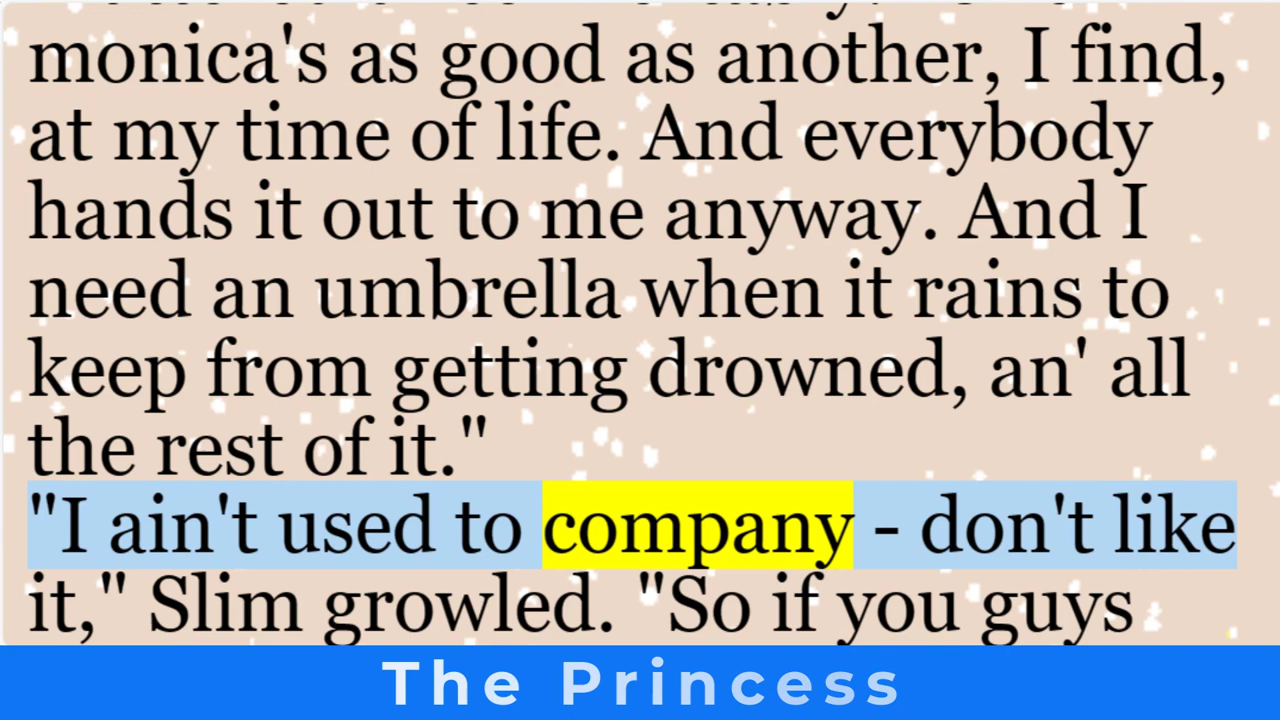 monica's as good as another, I find,
at my time of life. And everybody
hands it out to me anyway. And I
need an umbrella when it rains to
keep from getting drowned, an' all
the rest of it."
"I ain't used to company - don't like
it," Slim growled. "So if you guys
The Princess